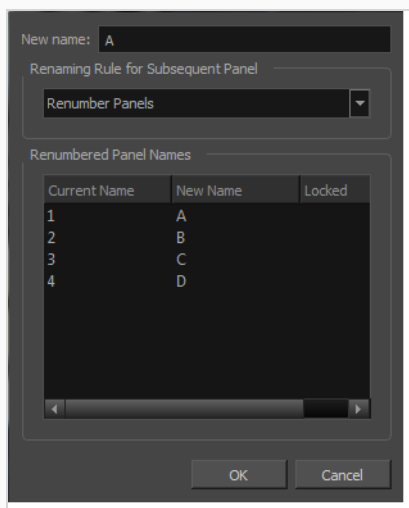 New name: A
Renaming Rule for Subsequent Panel
Renumber Panels
Renumbered Panel Names
Current Name New Name Locked
1 A
2 B
3 C
4 D
OK Cancel